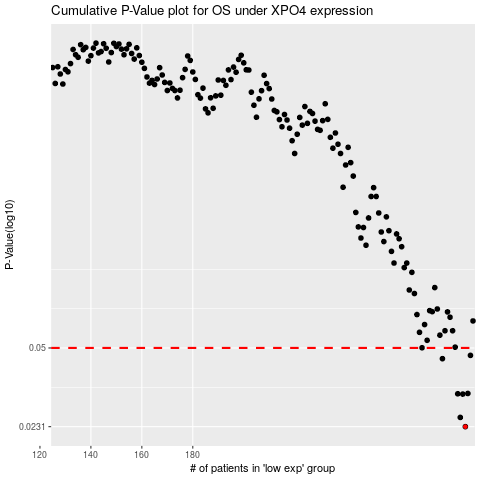 Cumulative P-Value plot for OS under XPO4 expression
P-Value(log10)
0.05
0.0231
120 140 160 180
# of patients in 'low exp' group